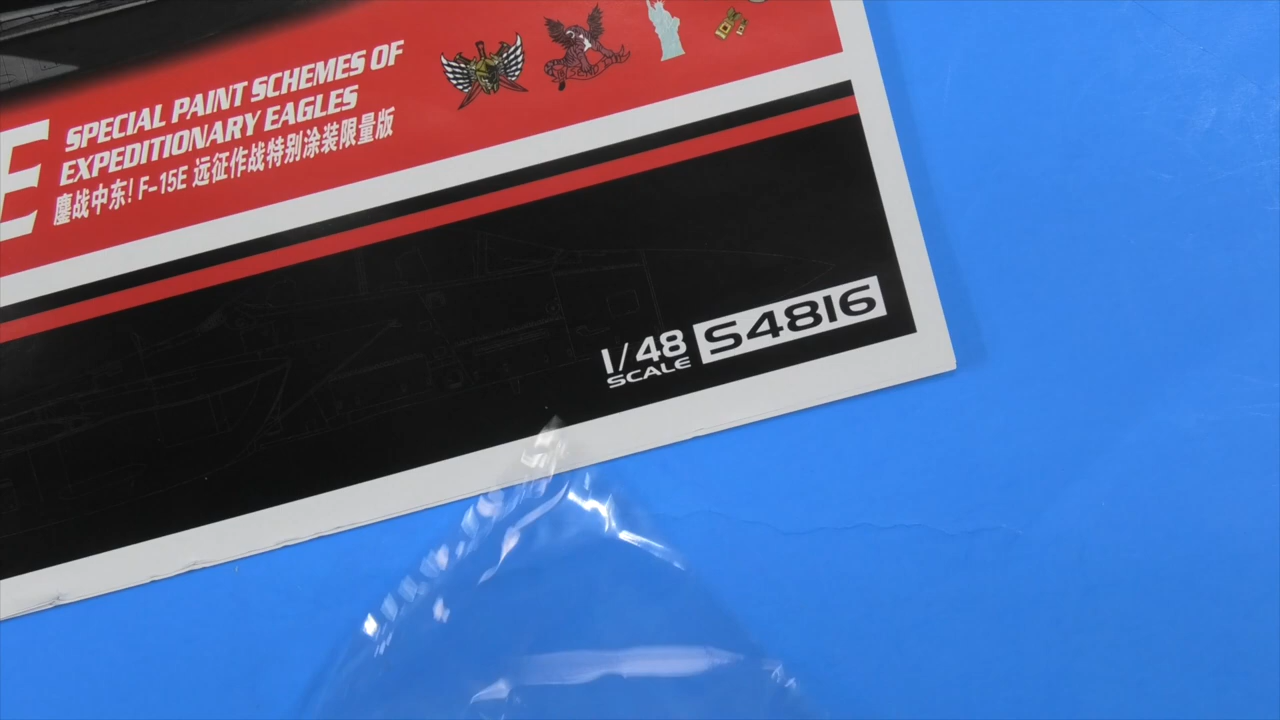 E
SPECIAL PAINT SCHEMES OF
EXPEDITIONARY EAGLES
鏖战中东! F-15E 远征作战特别涂装限量版
1/48
SCALE
S4816